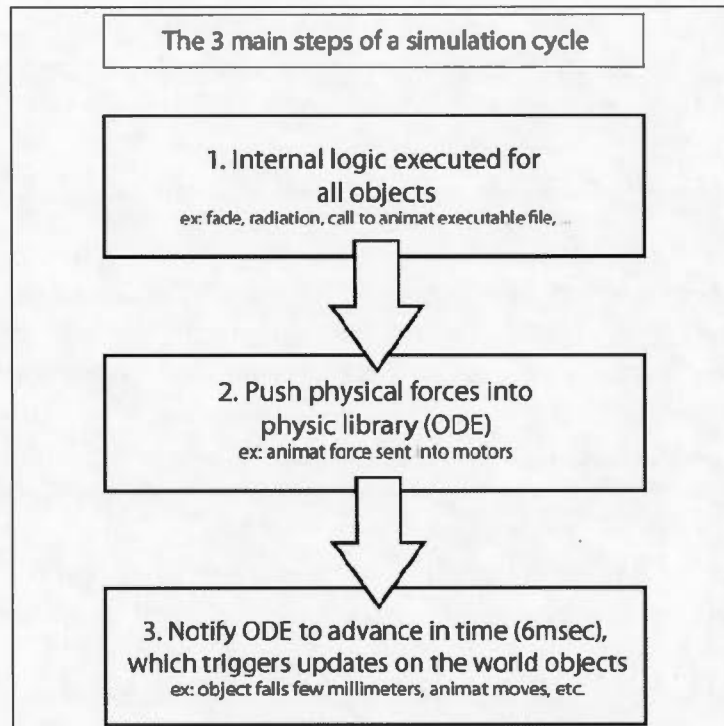 The 3 main steps of a simulation cycle
1. Internal logic executed for
all objects
ex: fade, radiation, call to animat executable file, ...
2. Push physical forces into
physic library (ODE)
ex: animat force sent into motors
3. Notify ODE to advance in time (6msec),
which triggers updates on the world objects
ex: object falls few millimeters, animat moves, etc.